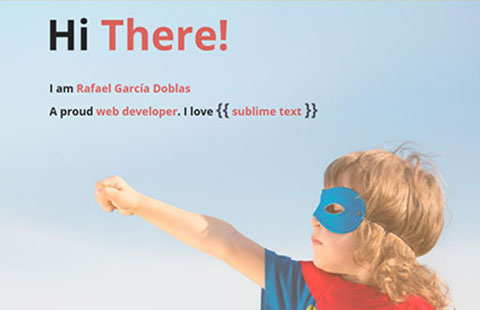 Hi There!
I am Rafael García Doblas
A proud web developer. I love {{ sublime text }}